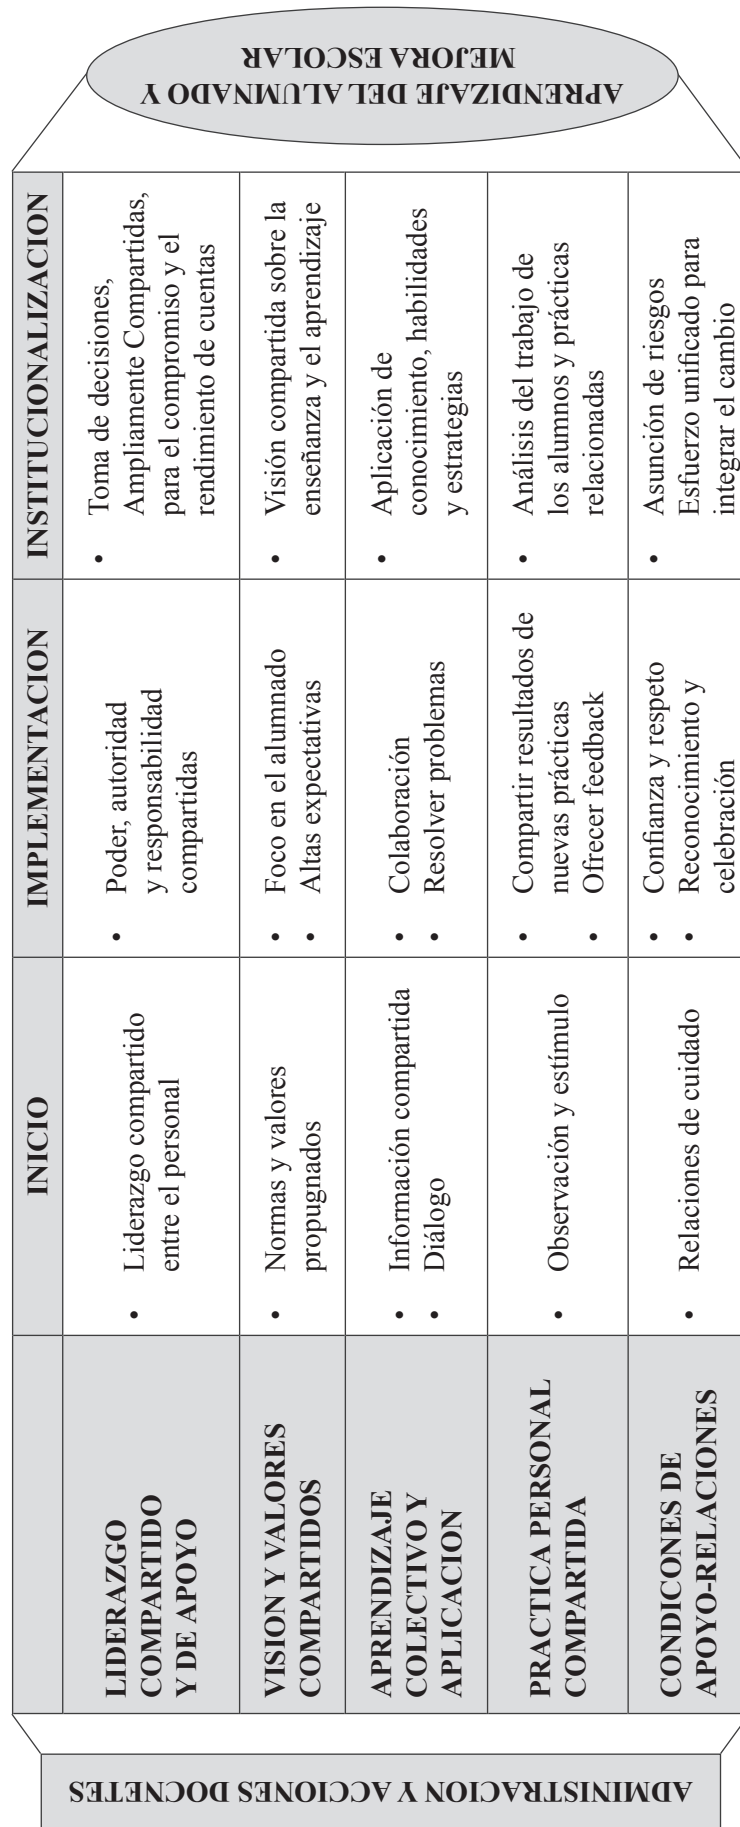 ADMINISTRACION Y ACCIONES DOCNETES
INICIO
IMPLEMENTACION
INSTITUCIONALIZACION
LIDERAZGO
COMPARTIDO
Y DE APOYO
• Liderazgo compartido
entre el personal
• Poder, autoridad
y responsabilidad
compartidas
• Toma de decisiones,
Ampliamente Compartidas,
para el compromiso y el
rendimiento de cuentas
VISION Y VALORES
COMPARTIDOS
• Normas y valores
propugnados
• Foco en el alumnado
• Altas expectativas
• Visión compartida sobre la
enseñanza y el aprendizaje
APRENDIZAJE
COLECTIVO Y
APLICACION
• Información compartida
• Diálogo
• Colaboración
• Resolver problemas
• Aplicación de
conocimiento, habilidades
y estrategias
PRACTICA PERSONAL
COMPARTIDA
• Observación y estímulo
• Compartir resultados de
nuevas prácticas
• Ofrecer feedback
• Análisis del trabajo de
los alumnos y prácticas
relacionadas
CONDICONES DE
APOYO-RELACIONES
• Relaciones de cuidado
• Confianza y respeto
• Reconocimiento y
celebración
• Asunción de riesgos
Esfuerzo unificado para
integrar el cambio
APRENDIZAJE DEL ALUMNADO Y
MEJORA ESCOLAR